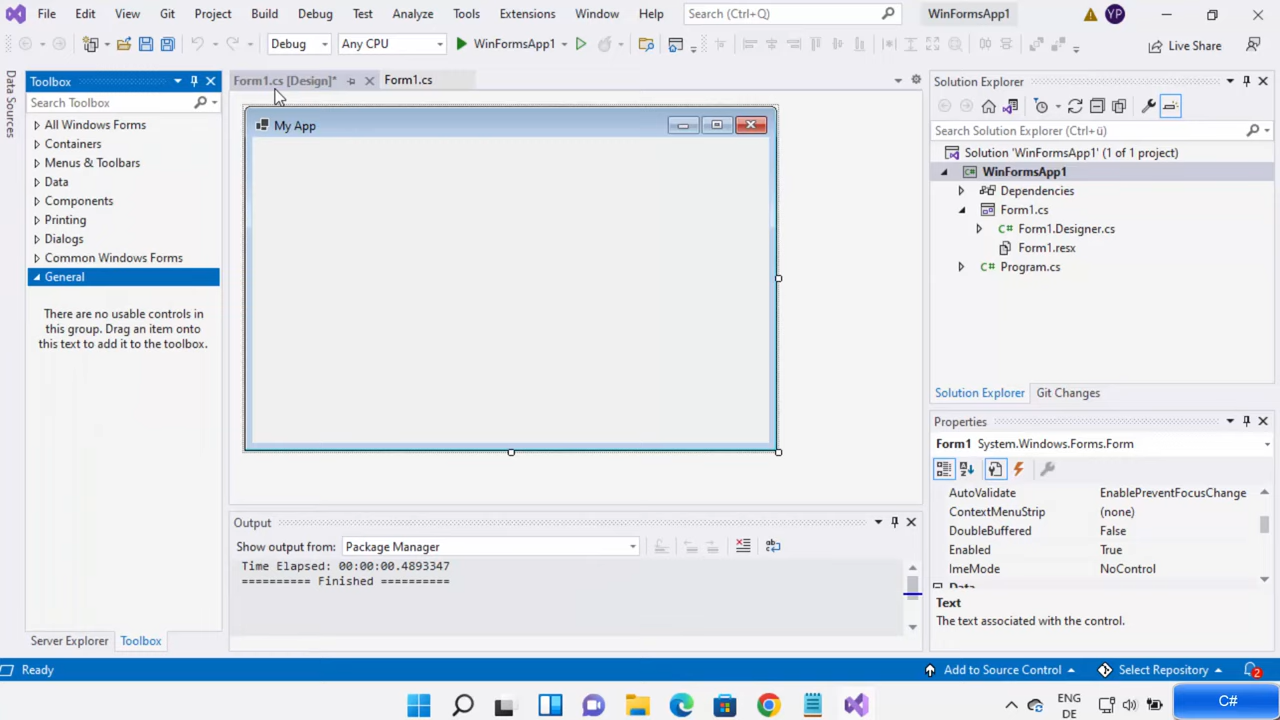 File Edit View Git Project Build Debug Test Analyze Tools Extensions Window Help Search (Ctrl+Q) WinFormsApp1 YP
Debug Any CPU WinFormsApp1 Live Share
Data Sources
Toolbox
Search Toolbox
All Windows Forms
Containers
Menus & Toolbars
Data
Components
Printing
Dialogs
Common Windows Forms
General
There are no usable controls in
this group. Drag an item onto
this text to add it to the toolbox.
Server Explorer Toolbox
Form1.cs [Design]* Form1.cs
My App
Output
Show output from: Package Manager
Time Elapsed: 00:00:00.4893347
========== Finished ==========
Solution Explorer
Search Solution Explorer (Ctrl+ü)
Solution 'WinFormsApp1' (1 of 1 project)
WinFormsApp1
Dependencies
Form1.cs
C# Form1.Designer.cs
Form1.resx
C# Program.cs
Solution Explorer Git Changes
Properties
Form1 System.Windows.Forms.Form
AutoValidate EnablePreventFocusChange
ContextMenuStrip (none)
DoubleBuffered False
Enabled True
ImeMode NoControl
Data
Text
The text associated with the control.
Ready Add to Source Control Select Repository 2
ENG
DE
C#